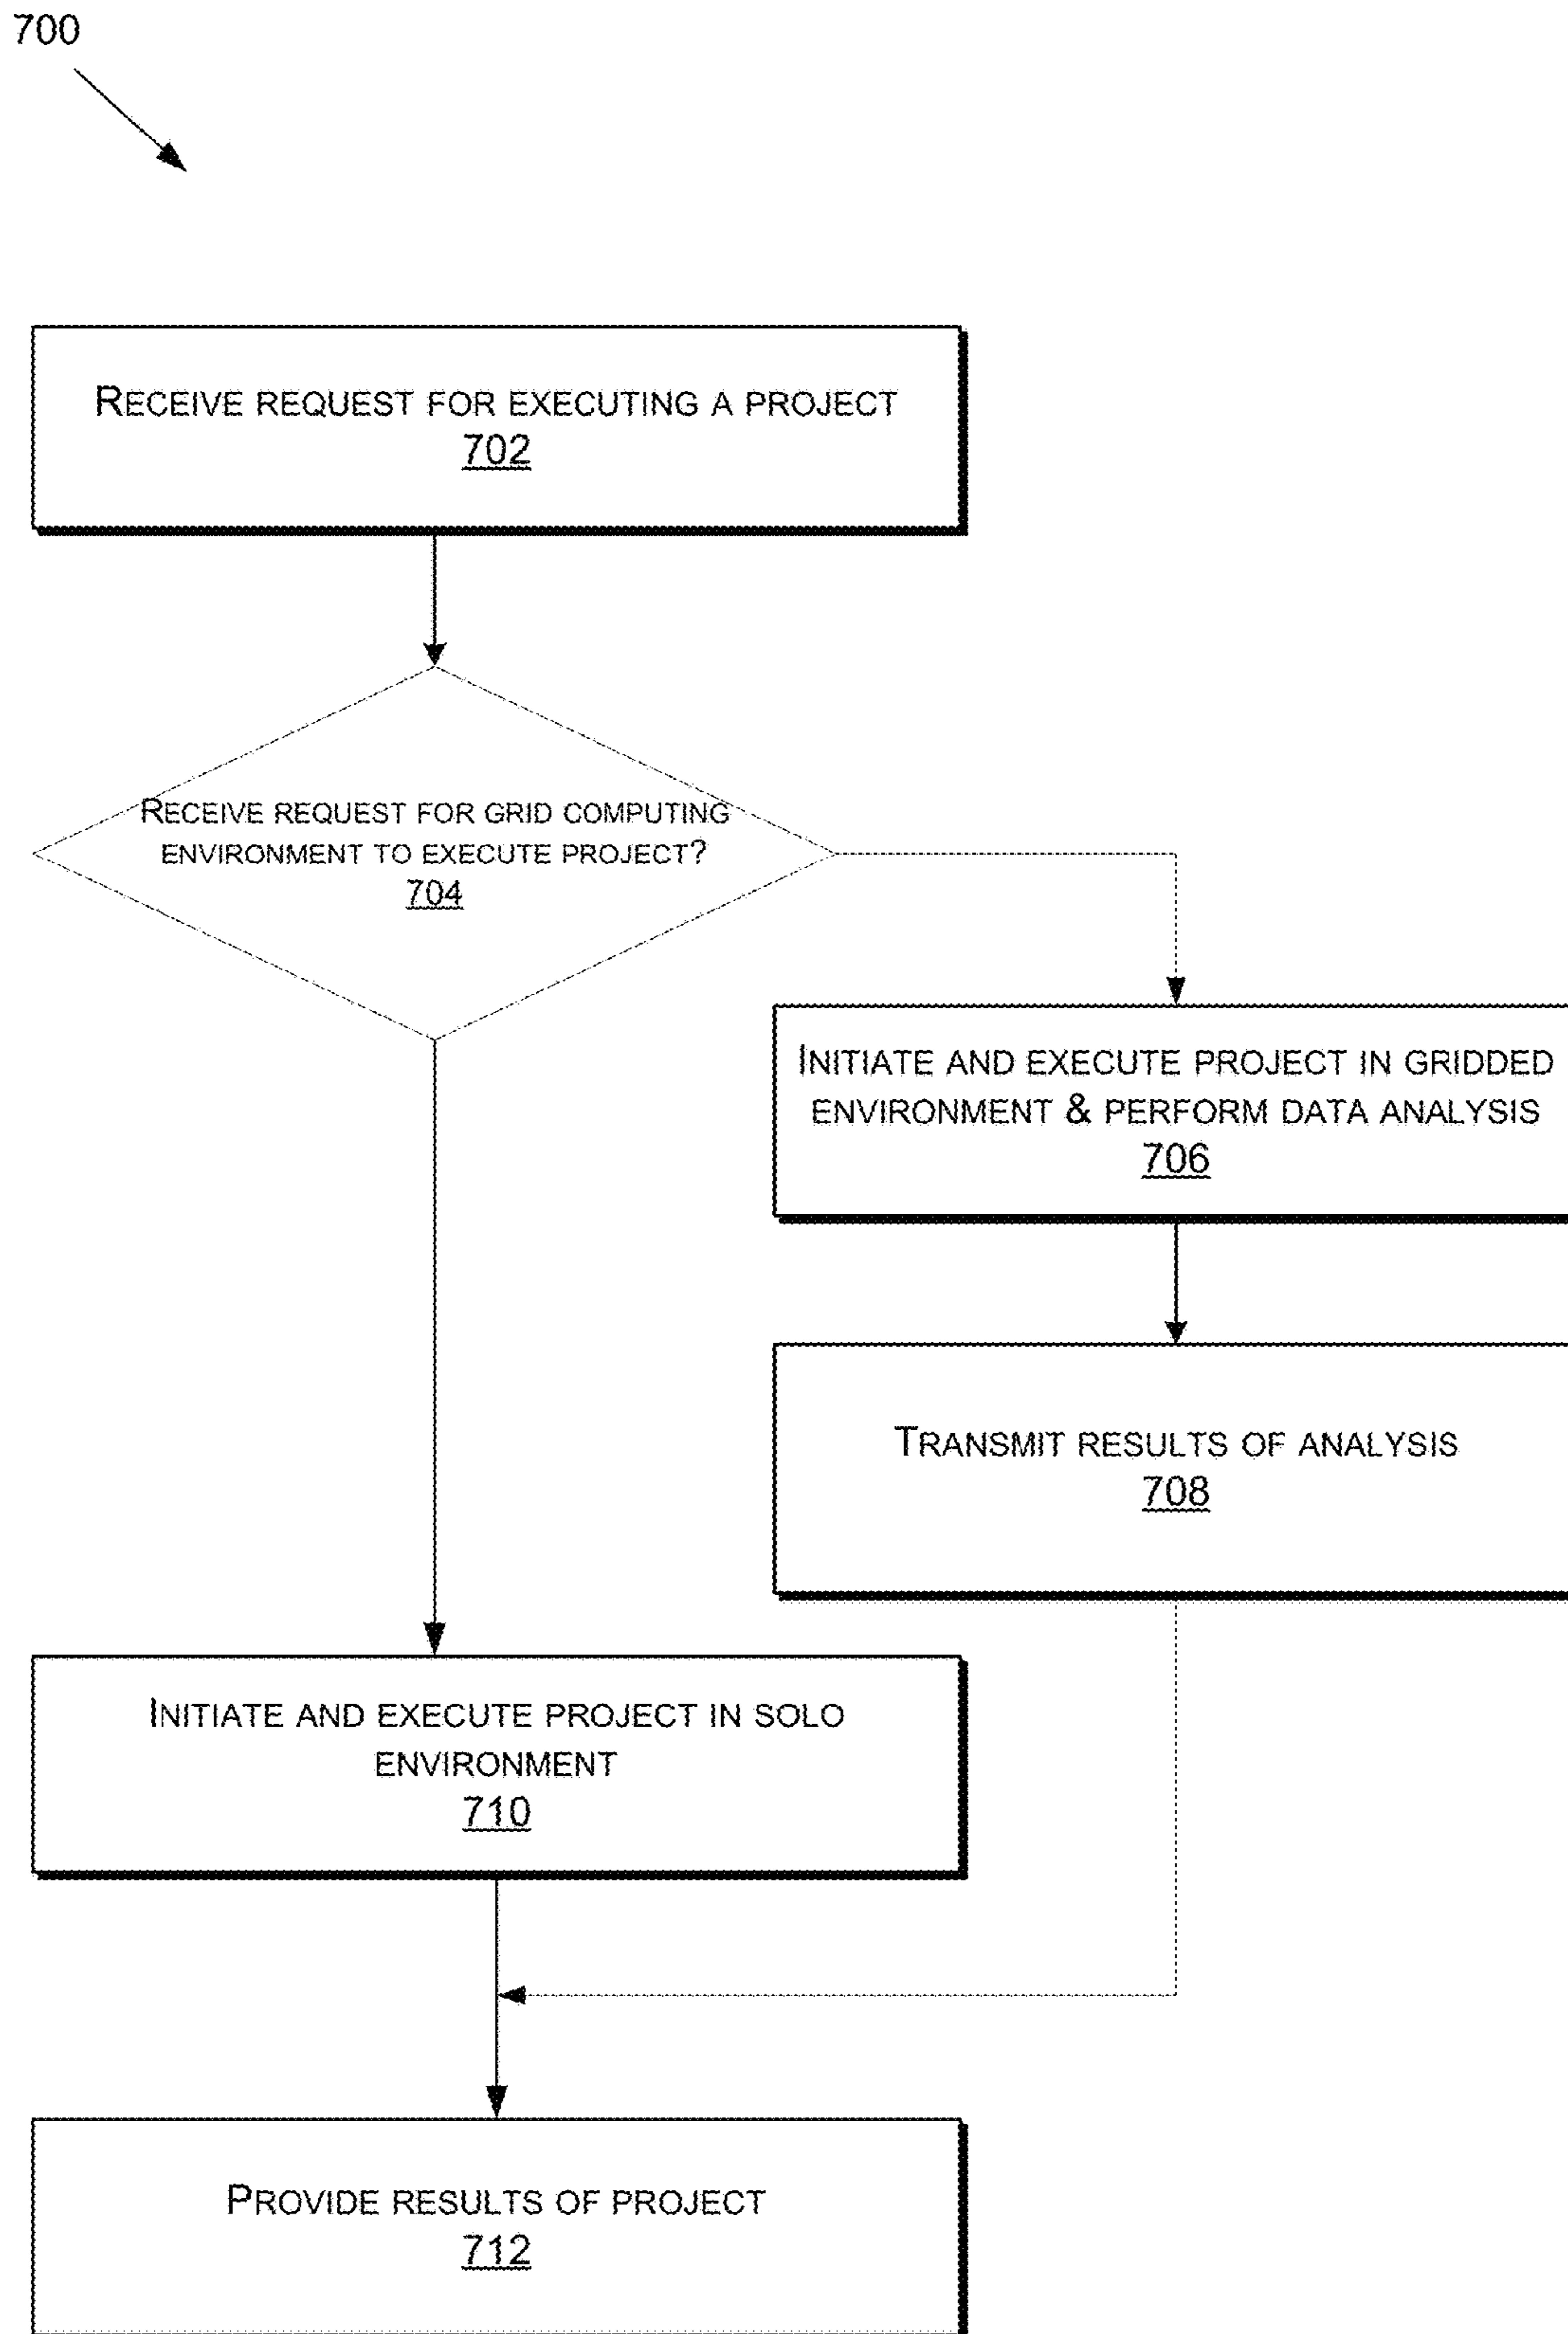 700
RECEIVE REQUEST FOR EXECUTING A PROJECT
702
RECEIVE REQUEST FOR GRID COMPUTING
ENVIRONMENT TO EXECUTE PROJECT?
704
INITIATE AND EXECUTE PROJECT IN GRIDDED
ENVIRONMENT & PERFORM DATA ANALYSIS
706
TRANSMIT RESULTS OF ANALYSIS
708
INITIATE AND EXECUTE PROJECT IN SOLO
ENVIRONMENT
710
PROVIDE RESULTS OF PROJECT
712